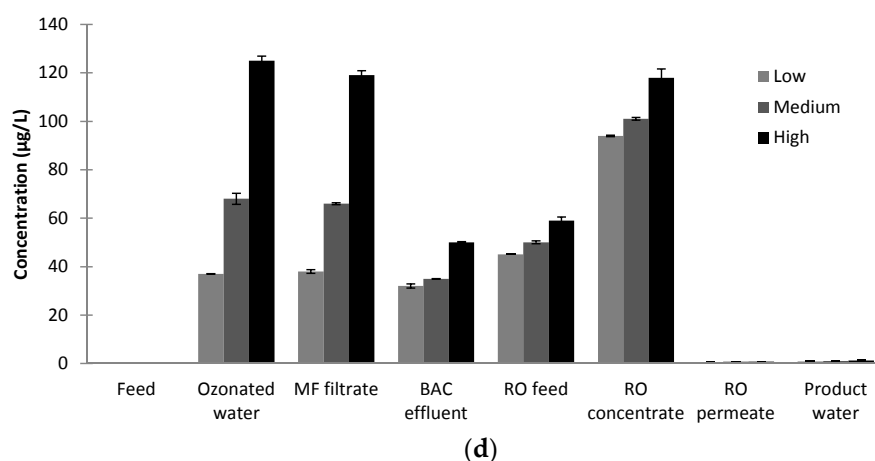 140
120
100
80
60
40
20
0
Concentration (µg/L)
Low
Medium
High
Feed
Ozonated
water
MF filtrate
BAC
effluent
RO feed
RO
concentrate
RO
permeate
Product
water
(d)